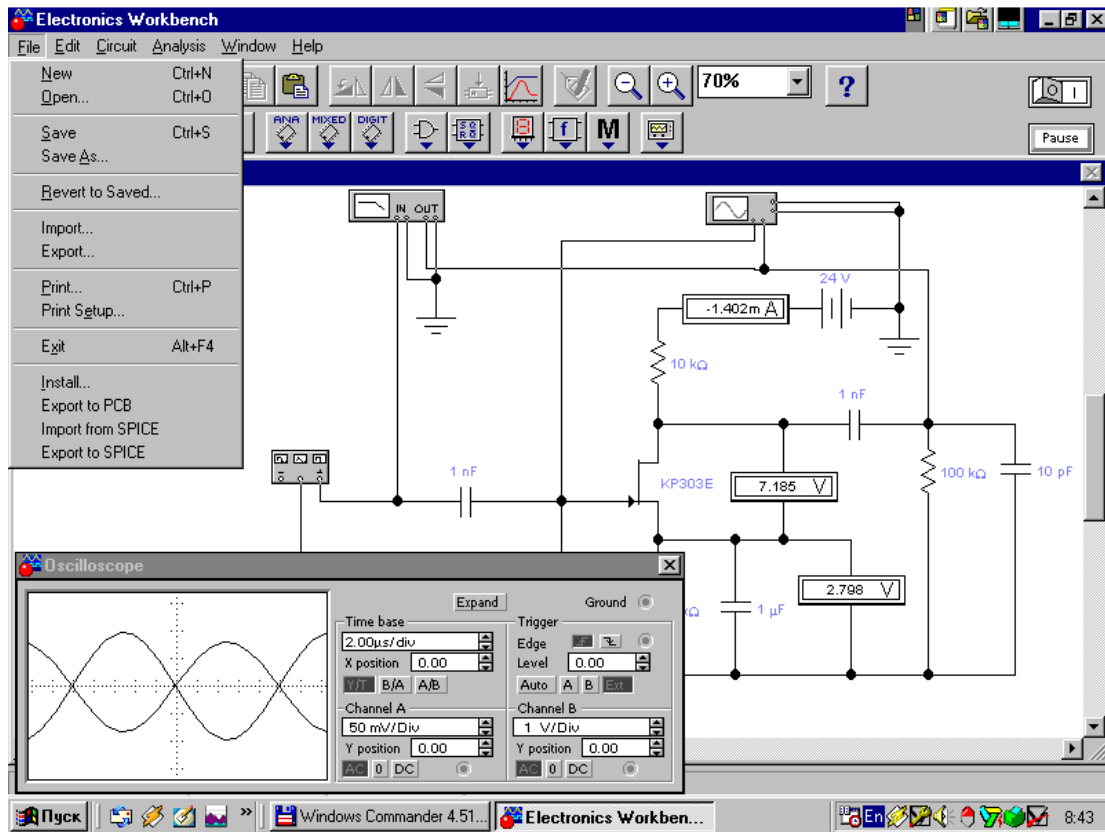 Electronics Workbench
File Edit Circuit Analysis Window Help
New Ctrl+N
Open... Ctrl+O
Save Ctrl+S
Save As...
Revert to Saved...
Import...
Export...
Print... Ctrl+P
Print Setup...
Exit Alt+F4
Install...
Export to PCB
Import from SPICE
Export to SPICE
70%
?
ANA MIXED DIGIT
f M
Pause
IN OUT
24 V
-1.402m A
10 kΩ
1 nF
1 nF
KP303E
7.185 V
100 kΩ
10 pF
2.798 V
1 µF
Oscilloscope
Expand
Ground
Time base
2.00µs/div
X position 0.00
Y/T B/A A/B
Trigger
Edge
Level 0.00
Auto A B Ext
Channel A
50 mV/Div
Y position 0.00
AC 0 DC
Channel B
1 V/Div
Y position 0.00
AC 0 DC
Пуск
Windows Commander 4.51...
Electronics Workben...
En
8:43